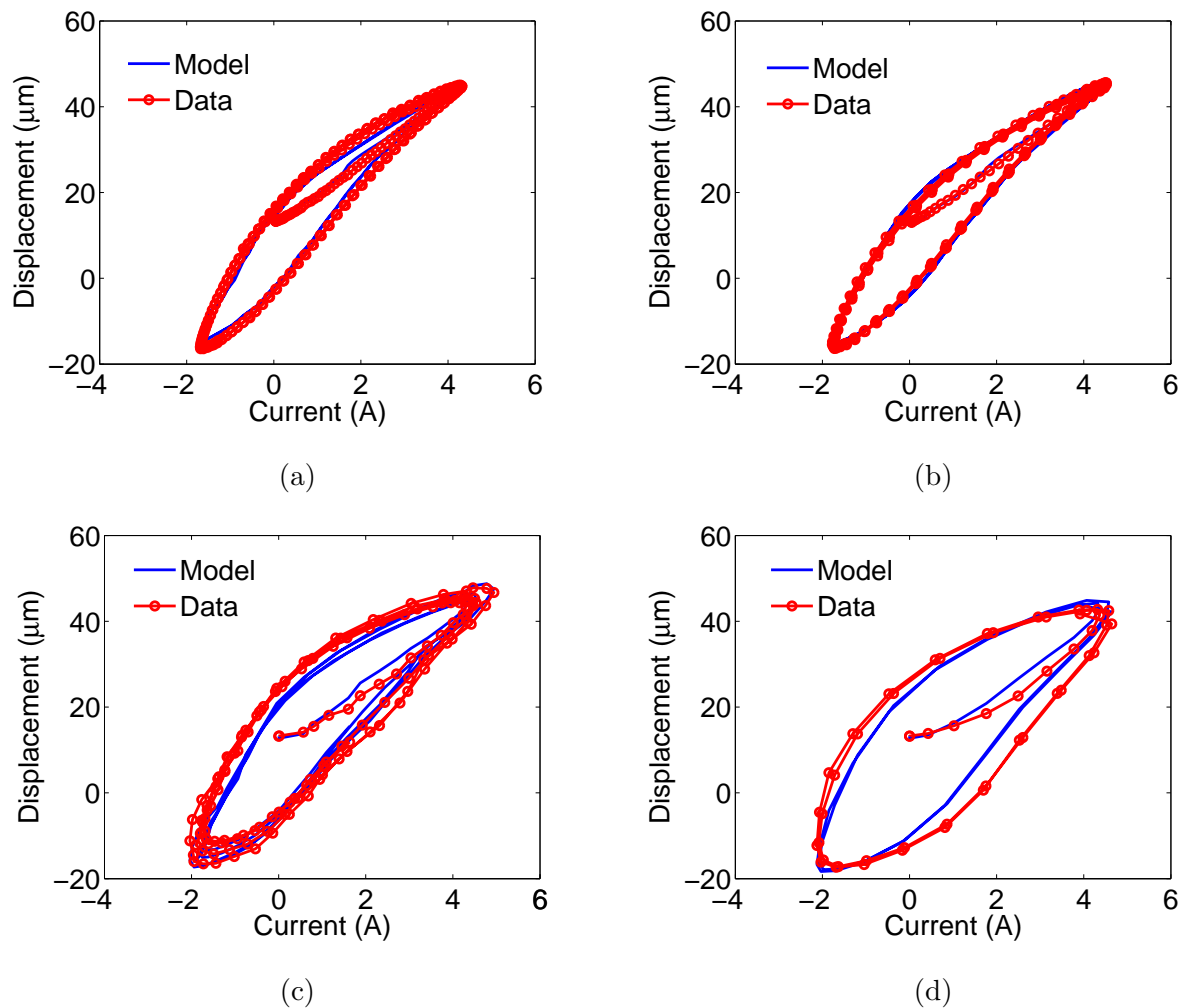 60
40
20
0
−20
Displacement (μm)
Model
Data
−4 −2 0 2 4 6
Current (A)
(a)
60
40
20
0
−20
Displacement (μm)
Model
Data
−4 −2 0 2 4 6
Current (A)
(b)
60
40
20
0
−20
Displacement (μm)
Model
Data
−4 −2 0 2 4 6
Current (A)
(c)
60
40
20
0
−20
Displacement (μm)
Model
Data
−4 −2 0 2 4 6
Current (A)
(d)